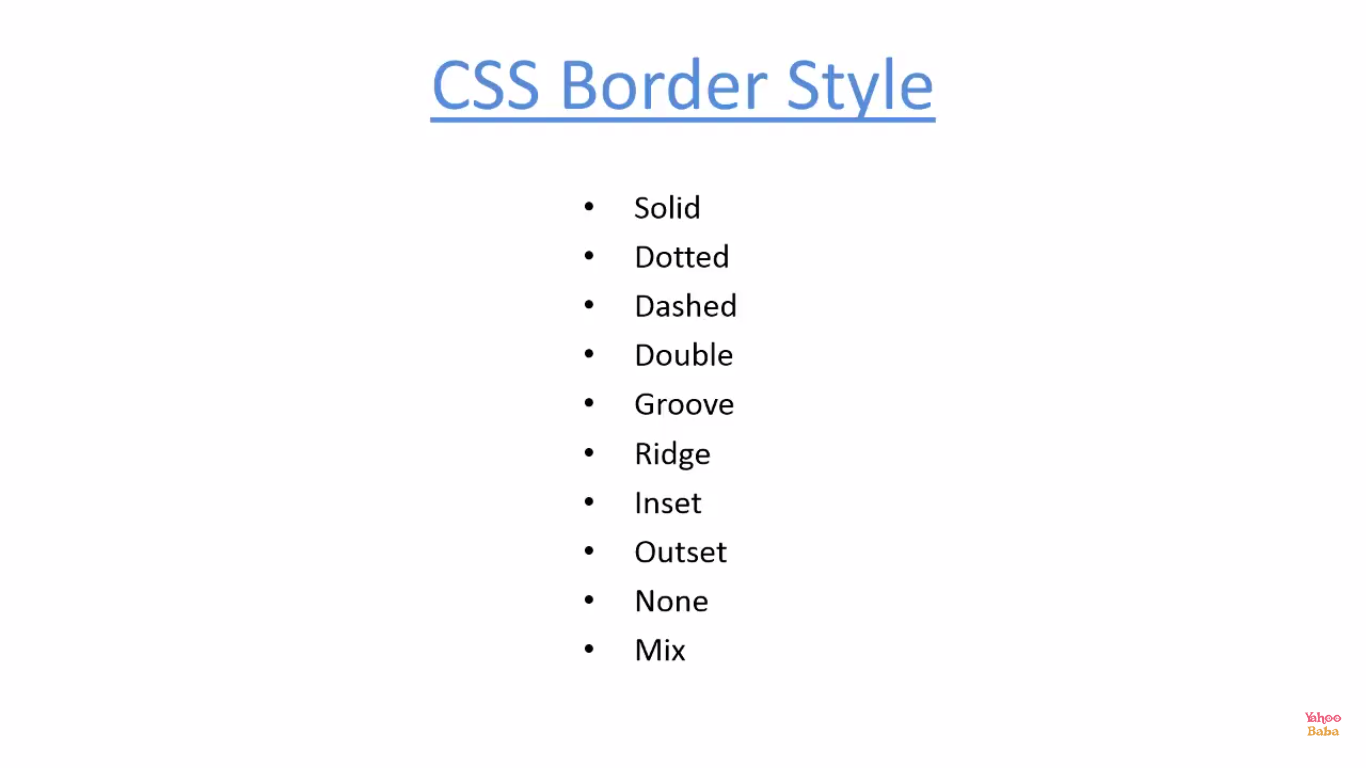 CSS Border Style
• Solid
• Dotted
• Dashed
• Double
• Groove
• Ridge
• Inset
• Outset
• None
• Mix
Yahoo
Baba